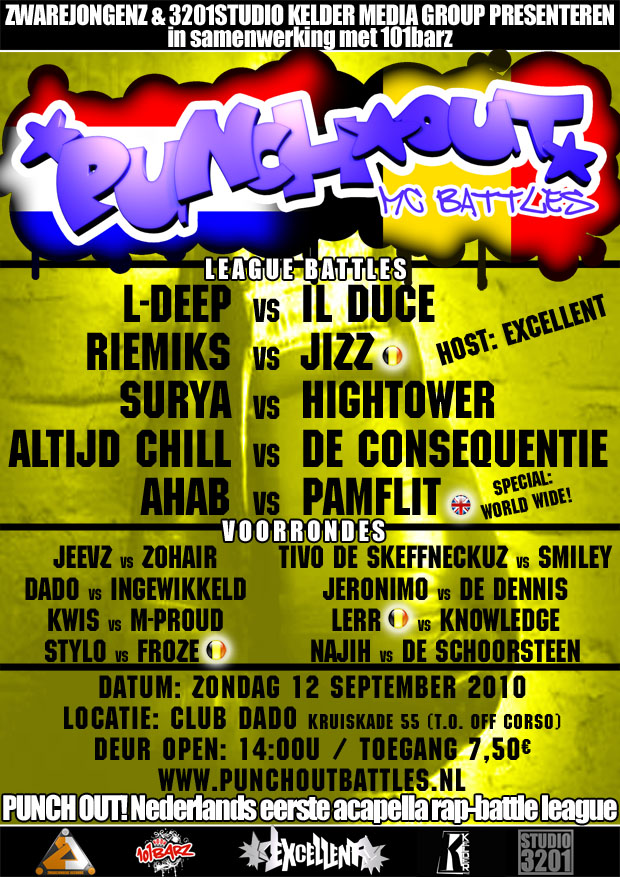 ZWAREJONGENZ & 3201STUDIO KELDER MEDIA GROUP PRESENTEREN
in samenwerking met 101barz
PUNCH OUT
MC BATTLES
LEAGUE BATTLES
L-DEEP vs IL DUCE
HOST: EXCELLENT
RIEMIKS vs JIZZ
SURYA vs HIGHTOWER
ALTIJD CHILL vs DE CONSEQUENTIE
AHAB vs PAMFLIT
SPECIAL:
WORLD WIDE!
VOORRONDES
JEEVZ vs ZOHAIR
TIVO DE SKEFFNECKUZ vs SMILEY
DADO vs INGEWIKKELD
JERONIMO vs DE DENNIS
KWIS vs M-PROUD
LERR vs KNOWLEDGE
STYLO vs FROZE
NAJIH vs DE SCHOORSTEEN
DATUM: ZONDAG 12 SEPTEMBER 2010
LOCATIE: CLUB DADO KRUISKADE 55 (T.O. OFF CORSO)
DEUR OPEN: 14:00U / TOEGANG 7,50€
WWW.PUNCHOUTBATTLES.NL
PUNCH OUT! Nederlands eerste acapella rap-battle league
101BARZ
EXCELLENT
STUDIO
3201